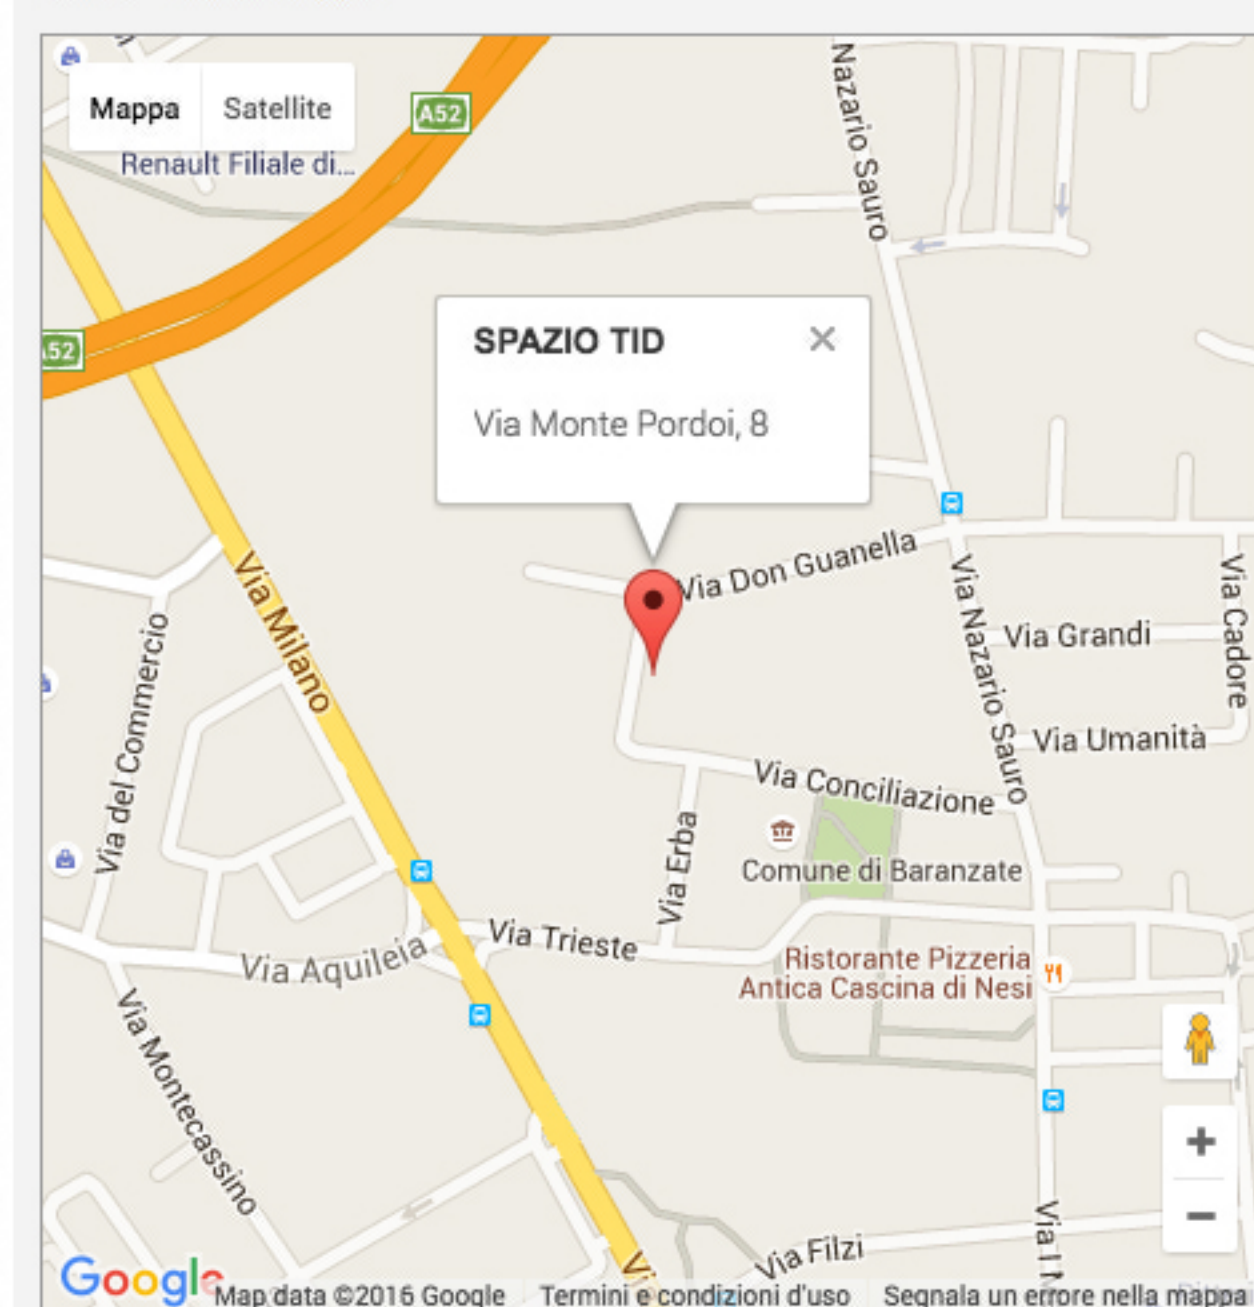 Mappa
Satellite
A52
Renault Filiale di...
Nazario Sauro
52
SPAZIO TID
Via Monte Pordoi, 8
Via Don Guanella
Via Milano
Via Nazario Sauro
Via Grandi
Via Cadore
Via del Commercio
Via Umanità
Via Conciliazione
Via Erba
Comune di Baranzate
Via Trieste
Via Aquileia
Ristorante Pizzeria
Antica Cascina di Nesi
Via Montecassino
Via Filzi
Google
Map data ©2016 Google
Termini e condizioni d'uso
Segnala un errore nella mappa